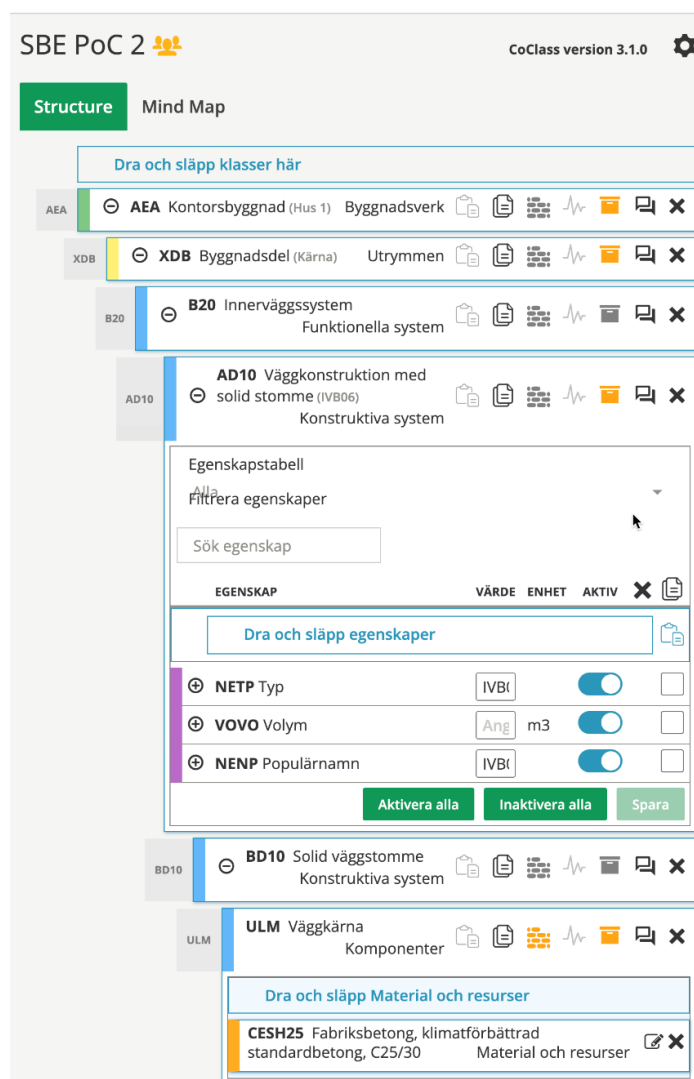 SBE PoC 2
CoClass version 3.1.0
Structure
Mind Map
Dra och släpp klasser här
AEA
AEA Kontorsbyggnad (Hus 1) Byggnadsverk
XDB
XDB Byggnadsdel (Kärna) Utrymmen
B20
B20 Innerväggssystem
Funktionella system
AD10
AD10 Väggkonstruktion med
solid stomme (IVB06)
Konstruktiva system
Egenskapstabell
Alla
Filtrera egenskaper
Sök egenskap
EGENSKAP VÄRDE ENHET AKTIV
Dra och släpp egenskaper
NETP Typ IVB(
VOVO Volym Ang m3
NENP Populärnamn IVB(
Aktivera alla Inaktivera alla Spara
BD10
BD10 Solid väggstomme
Konstruktiva system
ULM
ULM Väggkärna
Komponenter
Dra och släpp Material och resurser
CESH25 Fabriksbetong, klimatförbättrad
standardbetong, C25/30 Material och resurser